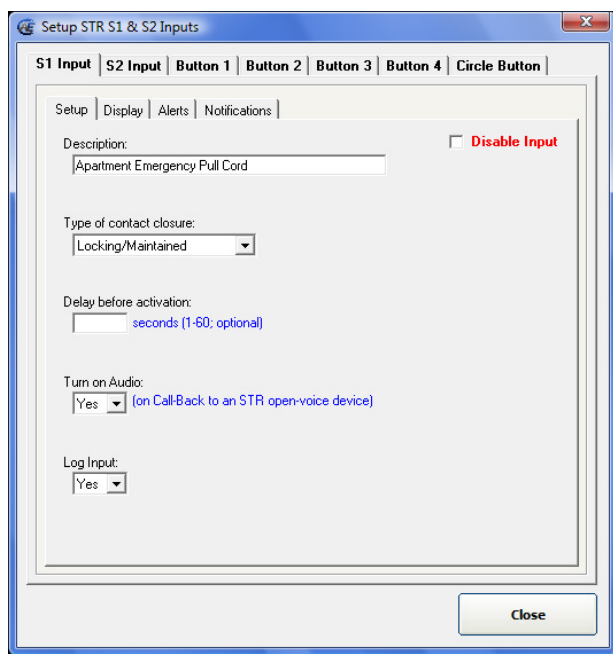 Setup STR S1 & S2 Inputs
S1 Input S2 Input Button 1 Button 2 Button 3 Button 4 Circle Button
Setup Display Alerts Notifications
Description: Disable Input
Apartment Emergency Pull Cord
Type of contact closure:
Locking/Maintained
Delay before activation:
seconds (1-60; optional)
Turn on Audio:
Yes (on Call-Back to an STR open-voice device)
Log Input:
Yes
Close